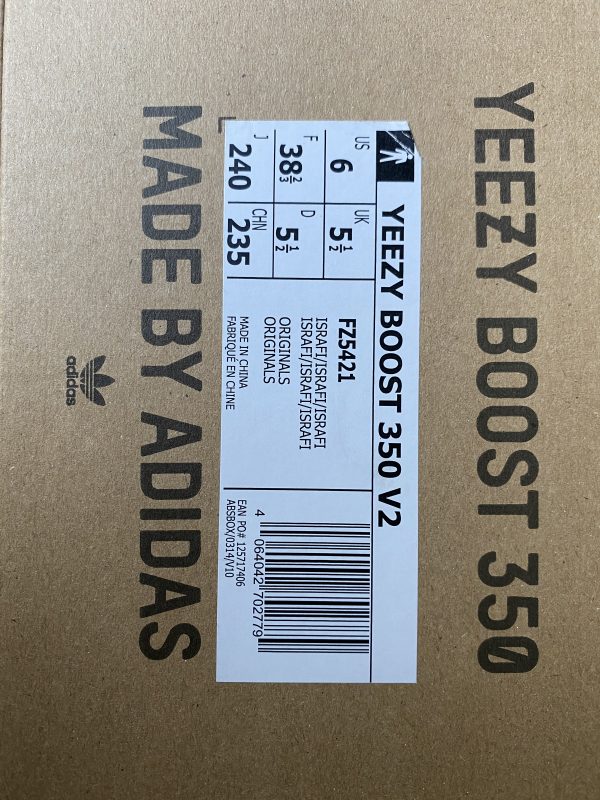 YEEZY BOOST 350
YEEZY BOOST 350 V2
US 6
UK 5½
F 38⅔
D 5½
J 240
CHN 235
FZ5421
ISRAFI/ISRAFI/ISRAFI
ISRAFI/ISRAFI/ISRAFI
ORIGINALS
ORIGINALS
MADE IN CHINA
FABRIQUÉ EN CHINE
4 064042 702779
EAN PO# 125717406
ABSBOX/0314/V10
MADE BY ADIDAS
adidas